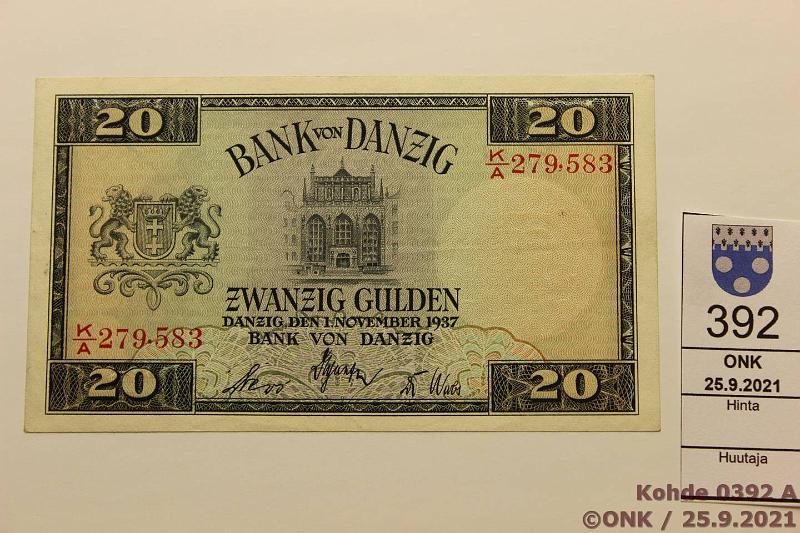 20
20
BANK VON DANZIG
K/A 279.583
ZWANZIG GULDEN
DANZIG, DEN 1. NOVEMBER 1937
BANK VON DANZIG
K/A 279.583
20
20
392
ONK
25.9.2021
Hinta
Huutaja
Kohde 0392 A
©ONK / 25.9.2021